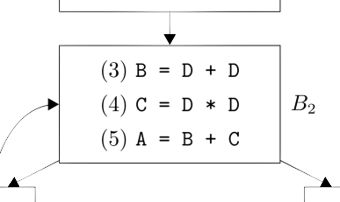 (3) B = D + D
(4) C = D * D
(5) A = B + C
B₂